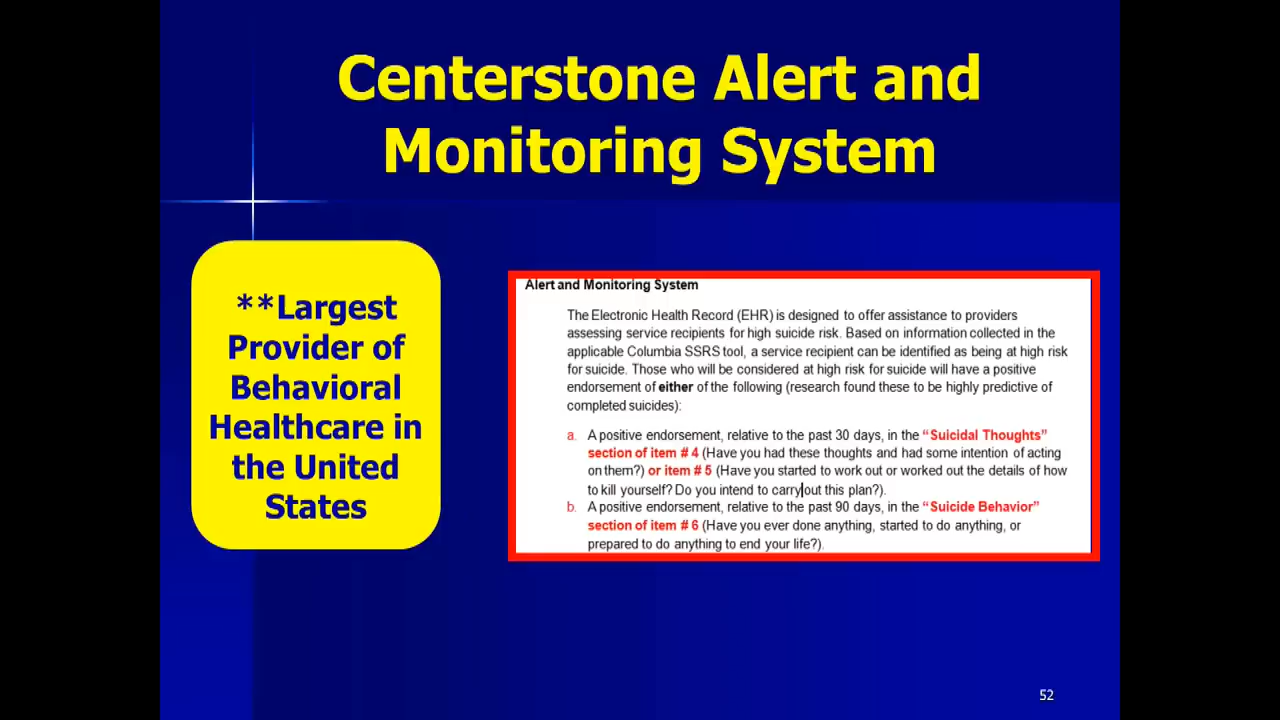 Centerstone Alert and
Monitoring System
**Largest
Provider of
Behavioral
Healthcare in
the United
States
Alert and Monitoring System
The Electronic Health Record (EHR) is designed to offer assistance to providers
assessing service recipients for high suicide risk. Based on information collected in the
applicable Columbia SSRS tool, a service recipient can be identified as being at high risk
for suicide. Those who will be considered at high risk for suicide will have a positive
endorsement of either of the following (research found these to be highly predictive of
completed suicides):
a. A positive endorsement, relative to the past 30 days, in the “Suicidal Thoughts”
section of item # 4 (Have you had these thoughts and had some intention of acting
on them?) or item # 5 (Have you started to work out or worked out the details of how
to kill yourself? Do you intend to carry out this plan?).
b. A positive endorsement, relative to the past 90 days, in the “Suicide Behavior”
section of item # 6 (Have you ever done anything, started to do anything, or
prepared to do anything to end your life?).
52